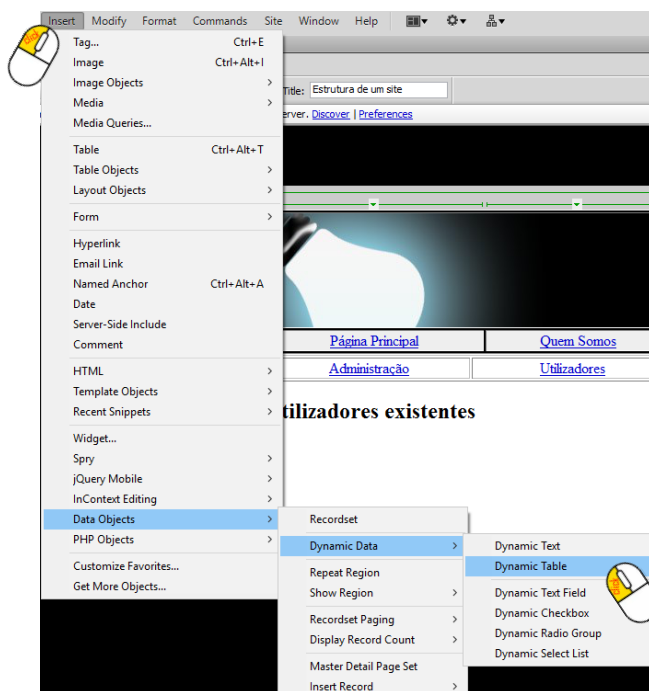 Insert Modify Format Commands Site Window Help
click
Tag... Ctrl+E
Image Ctrl+Alt+I
Image Objects
Title: Estrutura de um site
Media
Media Queries...
erver. Discover | Preferences
Table Ctrl+Alt+T
Table Objects
Layout Objects
Form
Hyperlink
Email Link
Named Anchor Ctrl+Alt+A
Date
Server-Side Include
Comment
Página Principal Quem Somos
HTML
Administração Utilizadores
Template Objects
Recent Snippets
tilizadores existentes
Widget...
Spry
jQuery Mobile
InContext Editing
Data Objects
Recordset
PHP Objects
Dynamic Data
Dynamic Text
Customize Favorites...
Repeat Region
Dynamic Table
Get More Objects...
Show Region
click
Dynamic Text Field
Recordset Paging
Dynamic Checkbox
Display Record Count
Dynamic Radio Group
Dynamic Select List
Master Detail Page Set
Insert Record